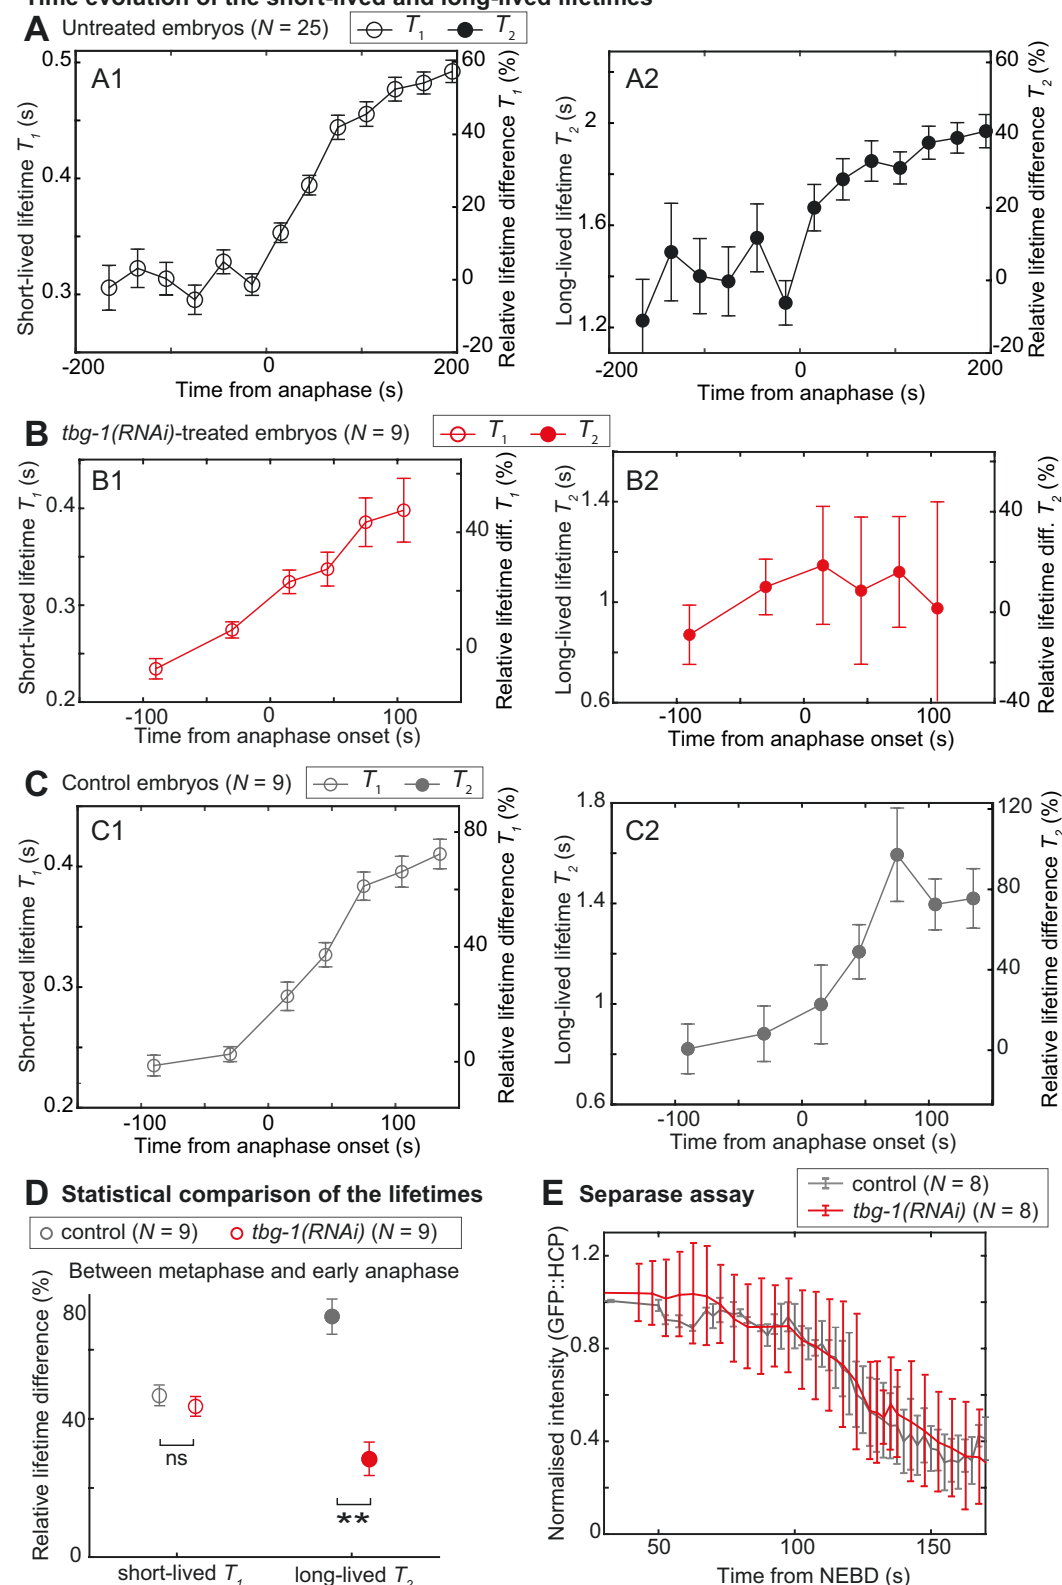 Time evolution of the short-lived and long-lived lifetimes
A Untreated embryos (N = 25) T1 T2
A1
Short-lived lifetime T1 (s)
0.5
0.4
0.3
Relative lifetime difference T1 (%)
60
40
20
0
-20
-200 0 200
Time from anaphase (s)
A2
Long-lived lifetime T2 (s)
2
1.6
1.2
Relative lifetime difference T2 (%)
60
40
20
0
-20
-200 0 200
Time from anaphase (s)
B tbg-1(RNAi)-treated embryos (N = 9) T1 T2
B1
Short-lived lifetime T1 (s)
0.4
0.3
0.2
Relative lifetime diff. T1 (%)
40
0
-100 0 100
Time from anaphase onset (s)
B2
Long-lived lifetime T2 (s)
1.4
1
0.6
Relative lifetime diff. T2 (%)
40
0
-40
-100 0 100
Time from anaphase onset (s)
C Control embryos (N = 9) T1 T2
C1
Short-lived lifetime T1 (s)
0.4
0.3
0.2
Relative lifetime difference T1 (%)
80
40
0
-100 0 100
Time from anaphase onset (s)
C2
Long-lived lifetime T2 (s)
1.8
1.4
1
0.6
Relative lifetime difference T2 (%)
120
80
40
0
-100 0 100
Time from anaphase onset (s)
D Statistical comparison of the lifetimes
control (N = 9) tbg-1(RNAi) (N = 9)
Between metaphase and early anaphase
Relative lifetime difference (%)
80
40
0
ns
**
short-lived T1 long-lived T2
E Separase assay
control (N = 8)
tbg-1(RNAi) (N = 8)
Normalised intensity (GFP::HCP)
1.2
0.8
0.4
0
50 100 150
Time from NEBD (s)